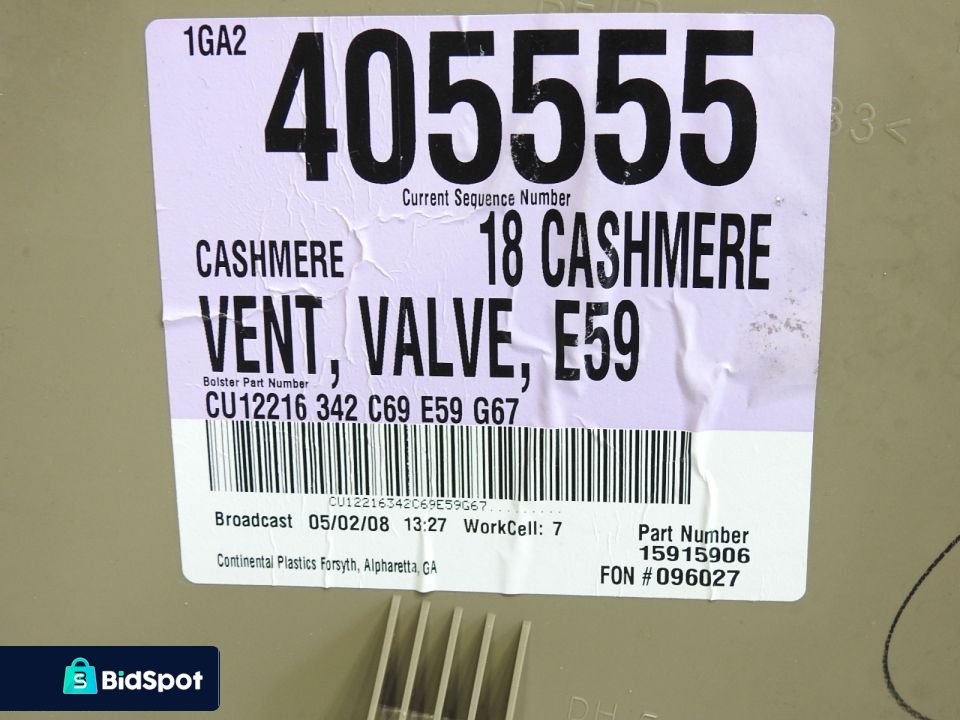 1GA2
405555
Current Sequence Number
CASHMERE
18 CASHMERE
VENT, VALVE, E59
Bolster Part Number
CU12216 342 C69 E59 G67
CU12216342C69E59G67.........
Broadcast 05/02/08 13:27 WorkCell: 7
Part Number
15915906
Continental Plastics Forsyth, Alpharetta, GA
FON # 096027
BidSpot